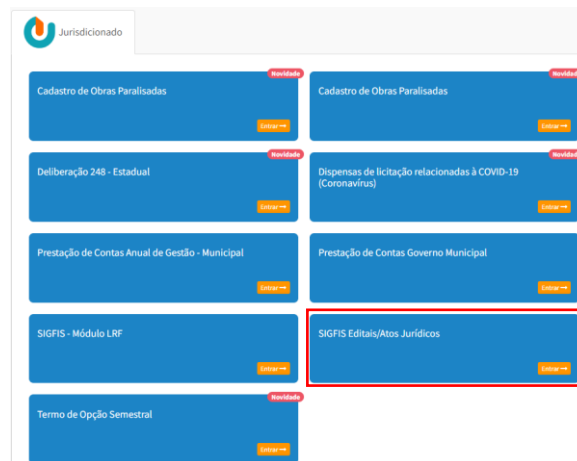 Jurisdicionado
Novidade
Novidad
Cadastro de Obras Paralisadas
Cadastro de Obras Paralisadas
Entrar
Entrar
Novidade
Novidad
Deliberação 248 - Estadual
Dispensas de licitação relacionadas à COVID-19
(Coronavírus)
Entrar
Entrar
Prestação de Contas Anual de Gestão - Municipal
Prestação de Contas Governo Municipal
Entrar
Entrar
SIGFIS - Módulo LRF
SIGFIS Editais/Atos Jurídicos
Entrar
Entrar
Novidade
Termo de Opção Semestral
Entrar